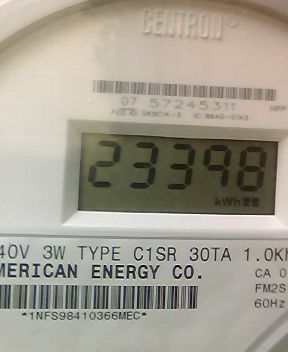 CENTRON
07 57245311
23398
kWh
40V 3W TYPE C1SR 30TA 1.0Kh
MERICAN ENERGY CO.
CA 0
FM2S
60Hz
*1NFS98410366MEC*